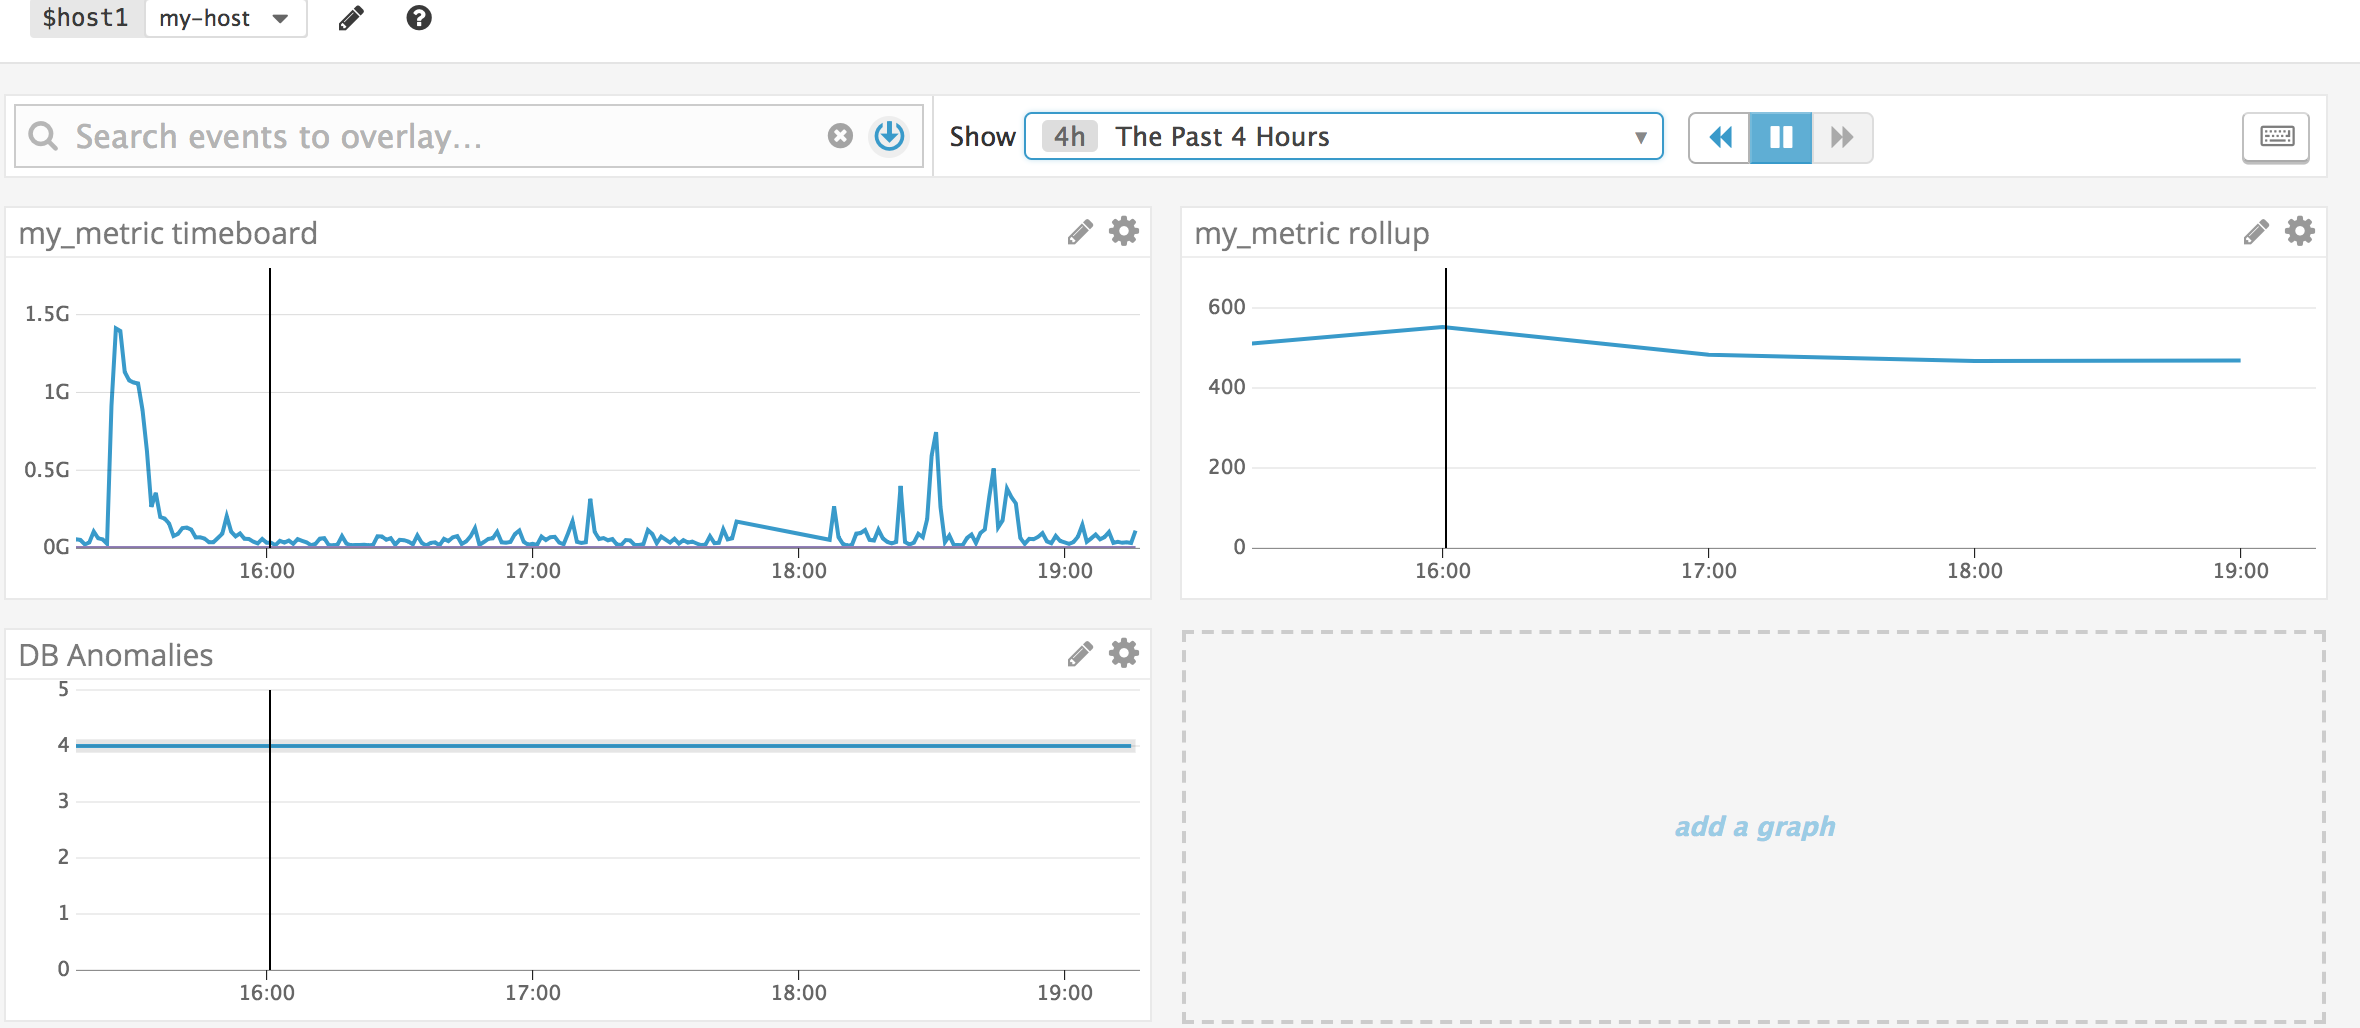 $host1 my-host
Search events to overlay...
Show 4h The Past 4 Hours
my_metric timeboard
1.5G
1G
0.5G
0G
16:00 17:00 18:00 19:00
my_metric rollup
600
400
200
0
16:00 17:00 18:00 19:00
DB Anomalies
5
4
3
2
1
0
16:00 17:00 18:00 19:00
add a graph